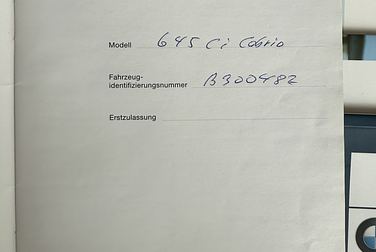 Modell 645 Ci Cabrio
Fahrzeug-
identifizierungsnummer B300482
Erstzulassung